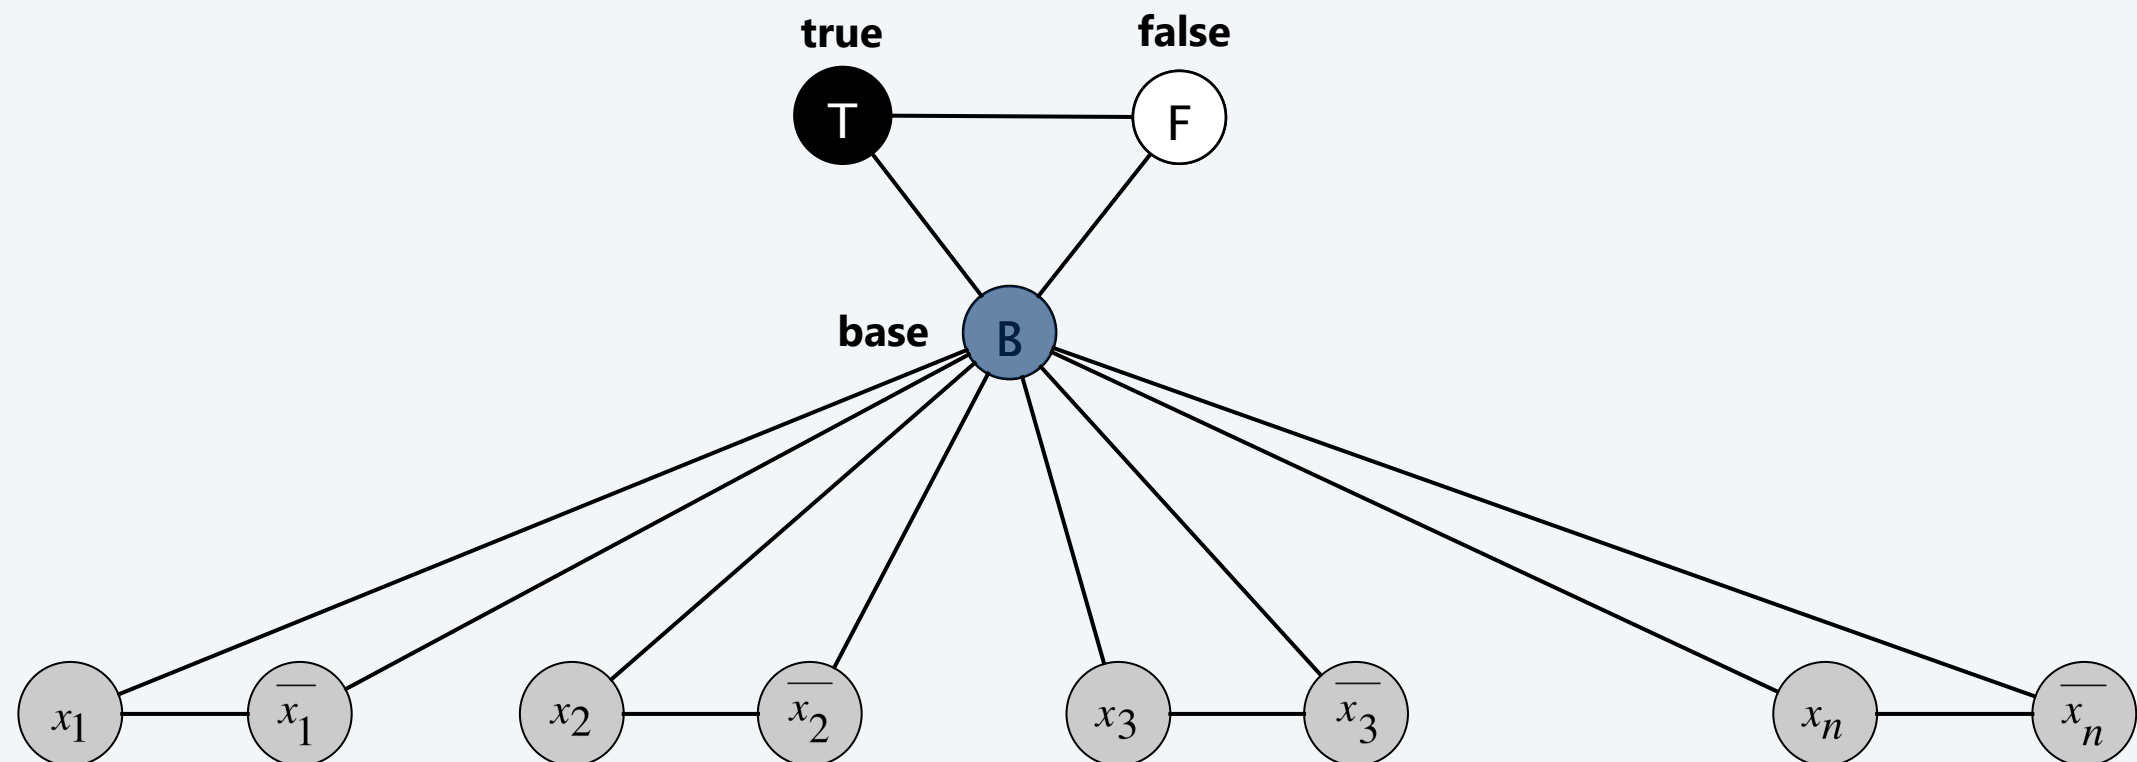 true false
T F
base B
x1 x̅1 x2 x̅2 x3 x̅3 xn x̅n